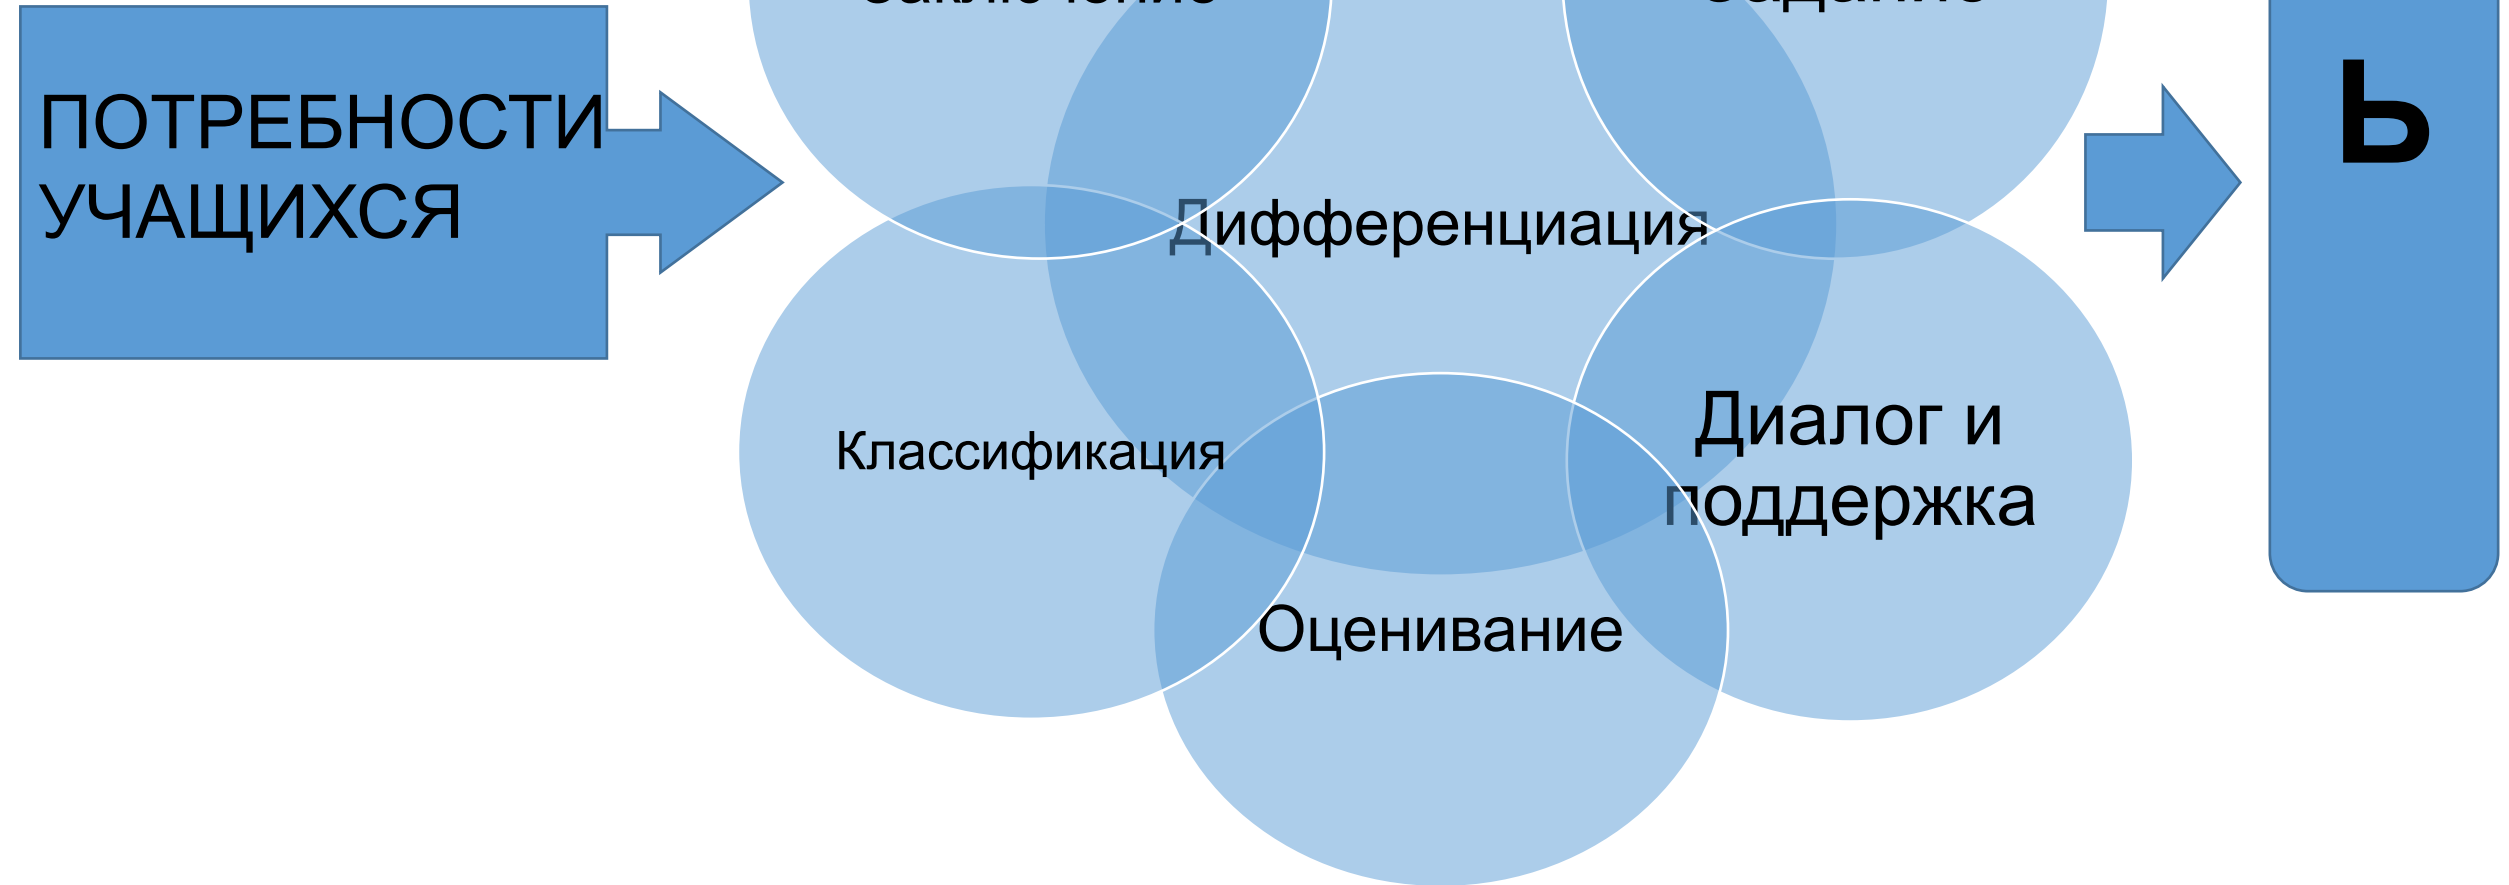 ПОТРЕБНОСТИ
УЧАЩИХСЯ
Дифференциация
Классификация
Диалог и
поддержка
Оценивание
Ь